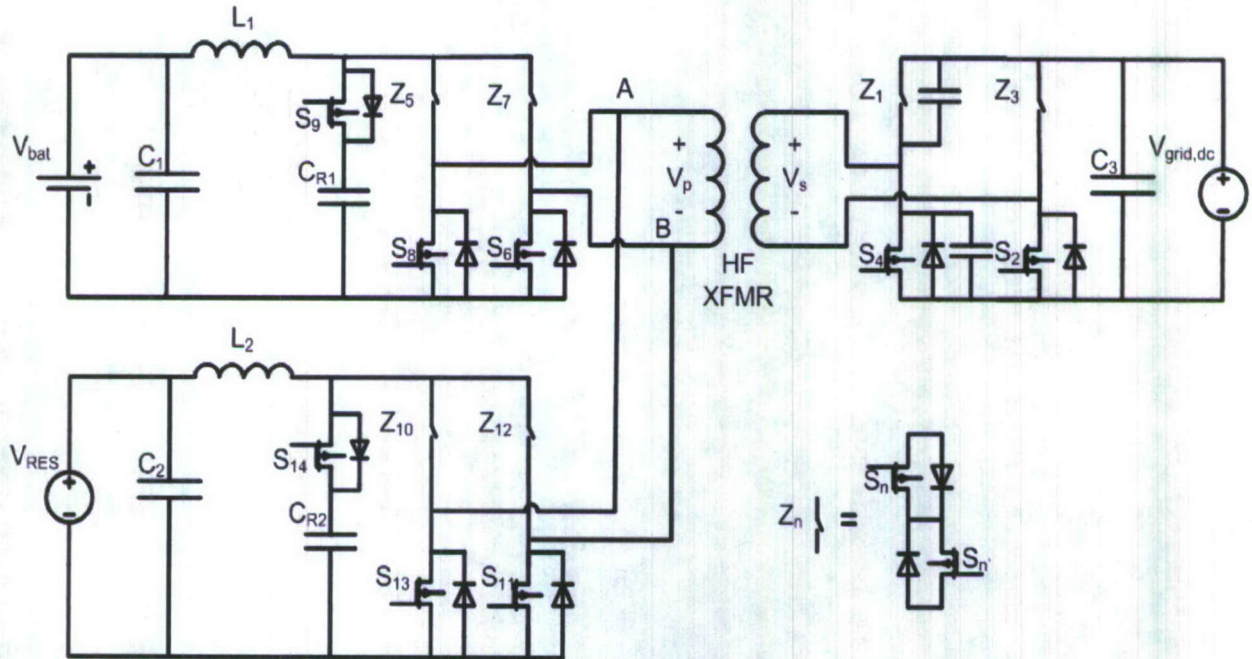 L1
Vbat
+
-
C1
S9
CR1
Z5
Z7
S8
S6
A
B
+
Vp
-
+
Vs
-
HF
XFMR
Z1
Z3
S4
S2
C3
Vgrid,dc
+
-
L2
VRES
+
-
C2
S14
CR2
Z10
Z12
S13
S11
Zn
=
Sn
Sn'